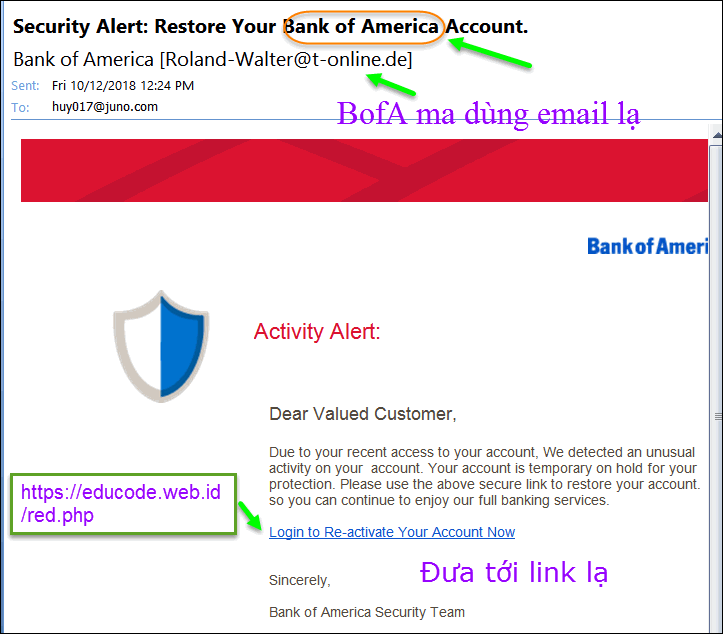 Security Alert: Restore Your Bank of America Account.
Bank of America [Roland-Walter@t-online.de]
Sent: Fri 10/12/2018 12:24 PM
To: huy017@juno.com
BofA ma dùng email lạ
Bank of Ameri
Activity Alert:
Dear Valued Customer,
Due to your recent access to your account, We detected an unusual
activity on your account. Your account is temporary on hold for your
protection. Please use the above secure link to restore your account.
so you can continue to enjoy our full banking services.
https://educode.web.id
/red.php
Login to Re-activate Your Account Now
Đưa tới link lạ
Sincerely,
Bank of America Security Team